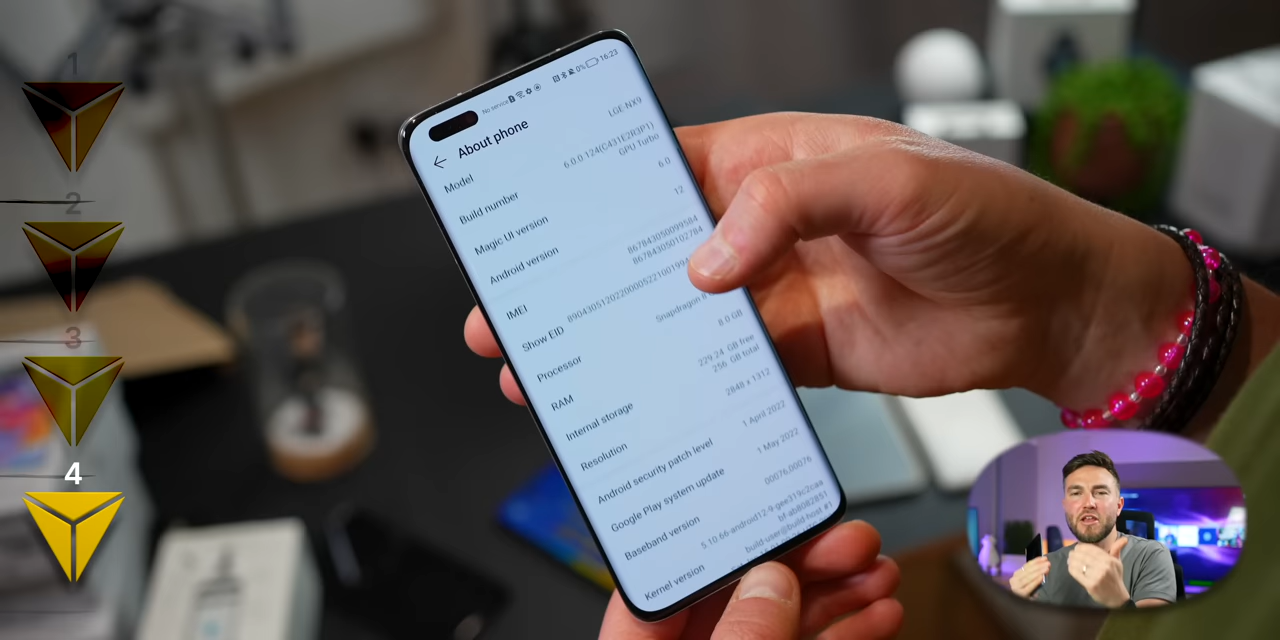 1
2
3
4
No service
0%
16:23
About phone
Model
LGE-NX9
Build number
6.0.0.124(C431E2R3P1)
GPU Turbo
Magic UI version
6.0
Android version
12
IMEI
867843050099584
867843050102784
Show EID
Processor
Snapdragon 8
RAM
8.0 GB
Internal storage
229.24 GB free
256 GB total
Resolution
2848 x 1312
Android security patch level
1 April 2022
Google Play system update
1 May 2022
Baseband version
00076,00076
Kernel version
5.10.66-android12-9-gee319c2caa
bf-ab8082851
build-user@build-host #1